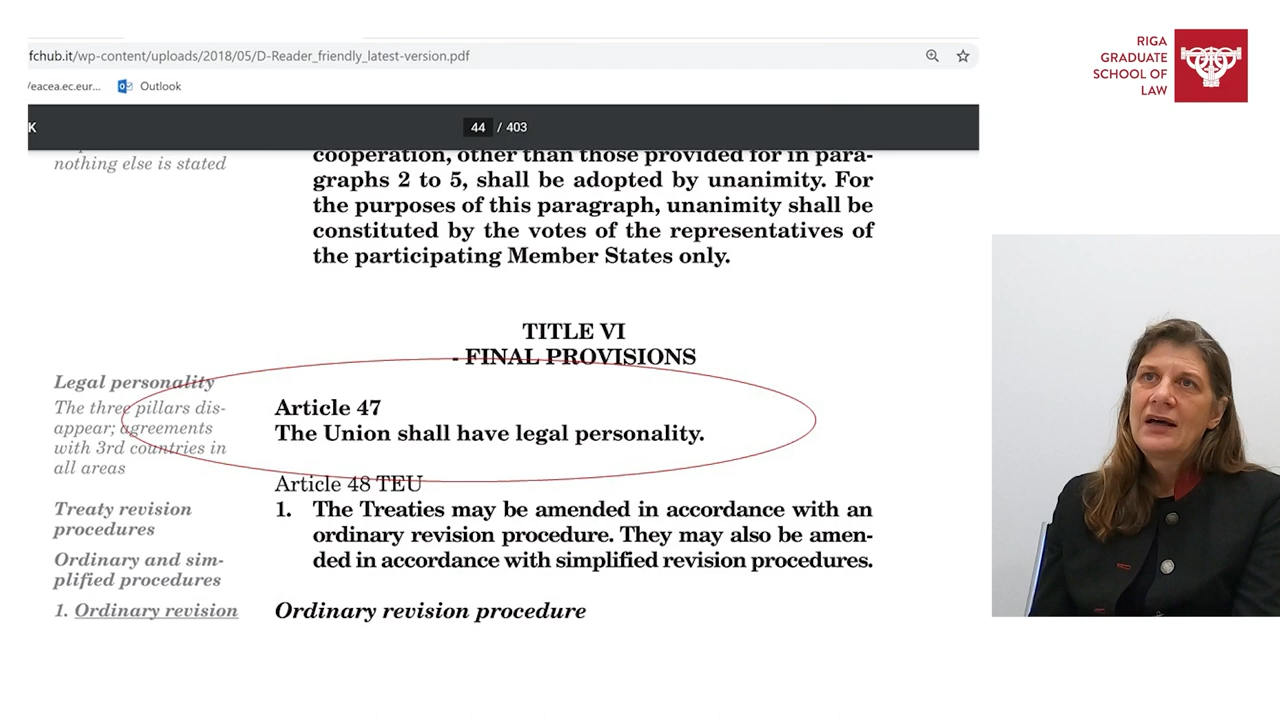 fchub.it/wp-content/uploads/2018/05/D-Reader_friendly_latest-version.pdf
/eacea.ec.eur...
Outlook
K
44 / 403
nothing else is stated
cooperation, other than those provided for in para-
graphs 2 to 5, shall be adopted by unanimity. For
the purposes of this paragraph, unanimity shall be
constituted by the votes of the representatives of
the participating Member States only.
TITLE VI
- FINAL PROVISIONS
Legal personality
The three pillars dis-
appear; agreements
with 3rd countries in
all areas
Article 47
The Union shall have legal personality.
Article 48 TEU
Treaty revision
procedures
Ordinary and sim-
plified procedures
1. The Treaties may be amended in accordance with an
ordinary revision procedure. They may also be amen-
ded in accordance with simplified revision procedures.
1. Ordinary revision
Ordinary revision procedure
RIGA
GRADUATE
SCHOOL OF
LAW